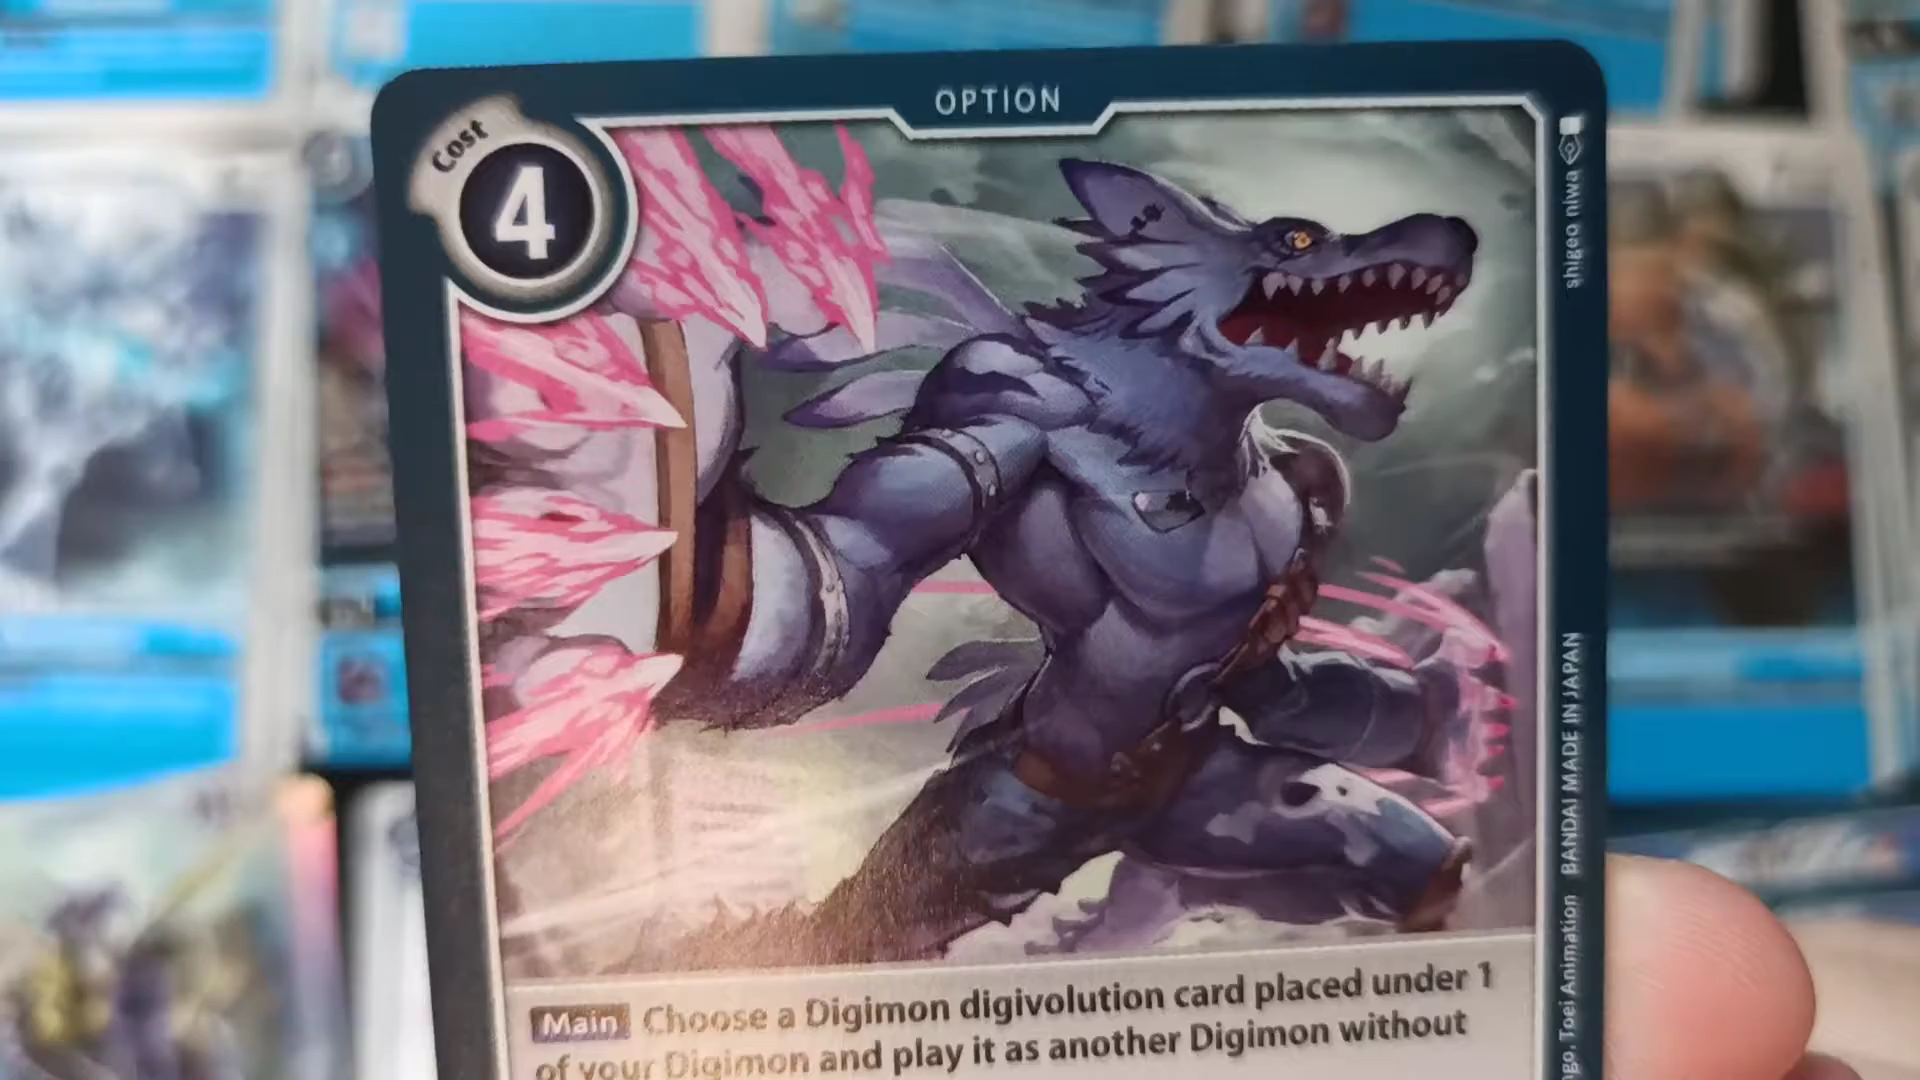 OPTION
Cost
4
shigeo niwa
BANDAI MADE IN JAPAN
Toei Animation
Main Choose a Digimon digivolution card placed under 1
of your Digimon and play it as another Digimon without